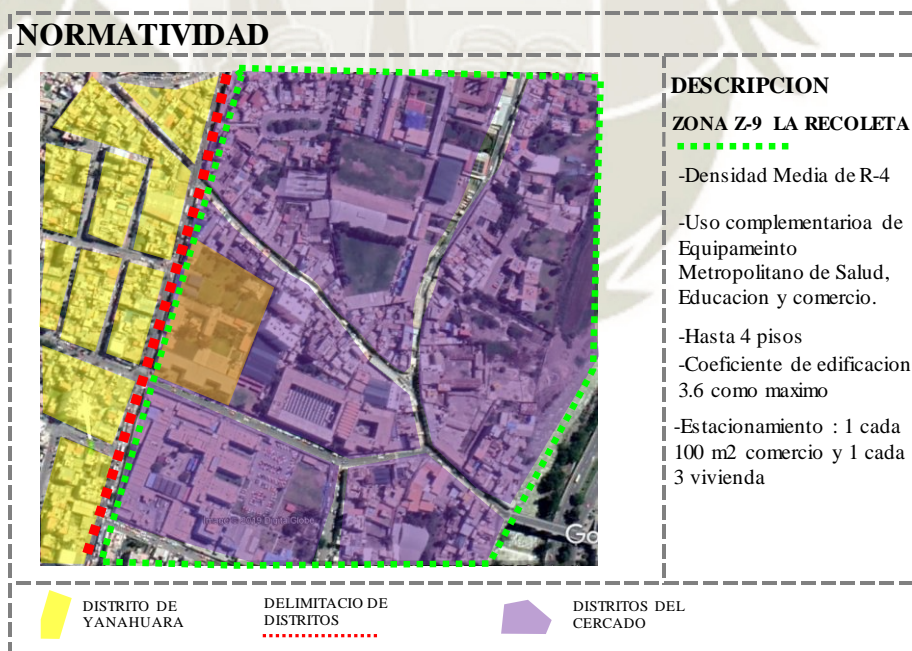 NORMATIVIDAD
DESCRIPCION
ZONA Z-9 LA RECOLETA
-Densidad Media de R-4
-Uso complementarioa de
Equipameinto
Metropolitano de Salud,
Educacion y comercio.
-Hasta 4 pisos
-Coeficiente de edificacion
3.6 como maximo
-Estacionamiento : 1 cada
100 m2 comercio y 1 cada
3 vivienda
Go
DISTRITO DE
YANAHUARA
DELIMITACIO DE
DISTRITOS
DISTRITOS DEL
CERCADO